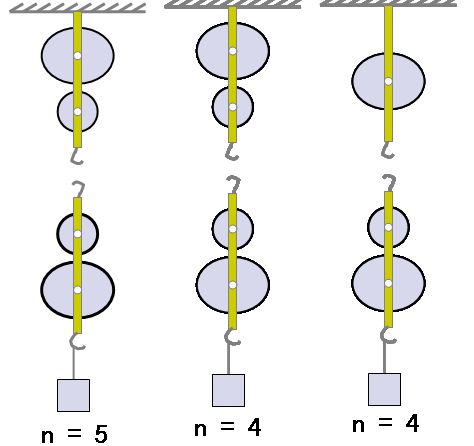 n = 5
n = 4
n = 4